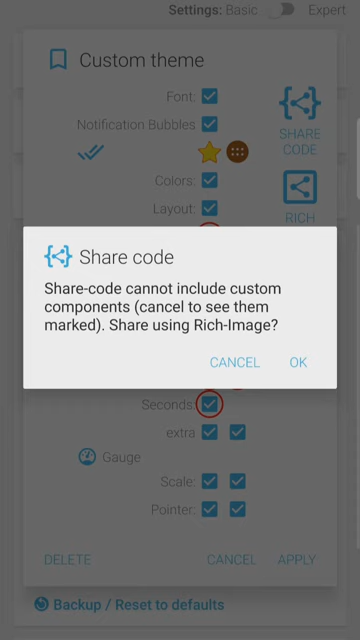 Settings: Basic Expert
Custom theme
Font:
Notification Bubbles
SHARE
CODE
Colors:
Layout:
RICH
Share code
Share-code cannot include custom
components (cancel to see them
marked). Share using Rich-Image?
CANCEL OK
Seconds:
extra
Gauge
Scale:
Pointer:
DELETE CANCEL APPLY
Backup / Reset to defaults